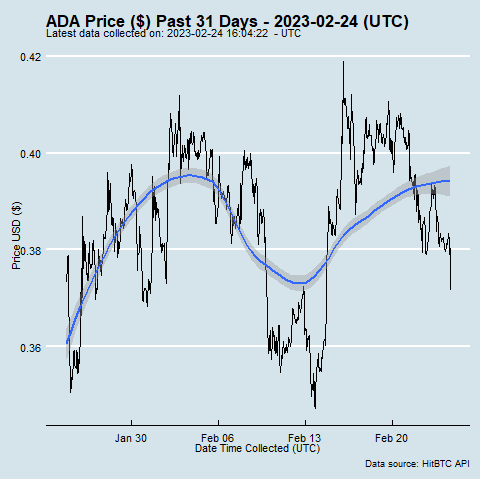 ADA Price ($) Past 31 Days - 2023-02-24 (UTC)
Latest data collected on: 2023-02-24 16:04:22  - UTC
0.42
0.40
0.38
0.36
Price USD ($)
Jan 30 Feb 06 Feb 13 Feb 20
Date Time Collected (UTC)
Data source: HitBTC API